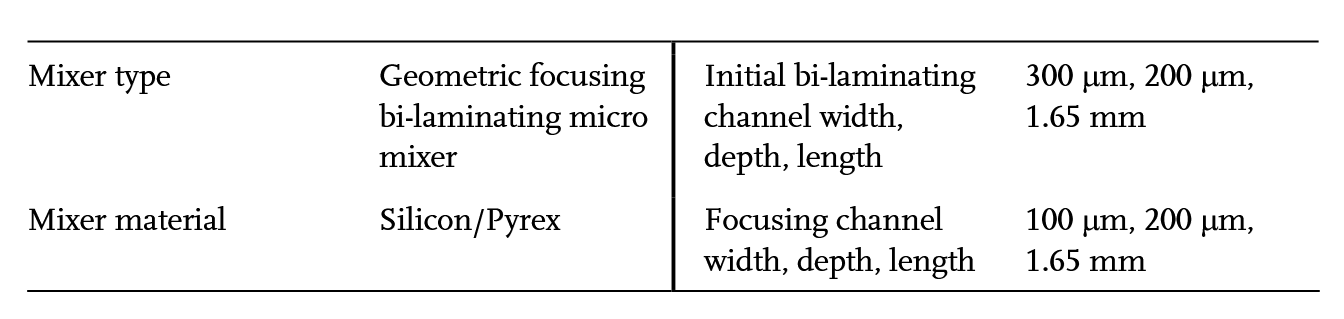 Mixer type
Geometric focusing
bi-laminating micro
mixer
Initial bi-laminating
channel width,
depth, length
300 μm, 200 μm,
1.65 mm
Mixer material
Silicon/Pyrex
Focusing channel
width, depth, length
100 μm, 200 μm,
1.65 mm